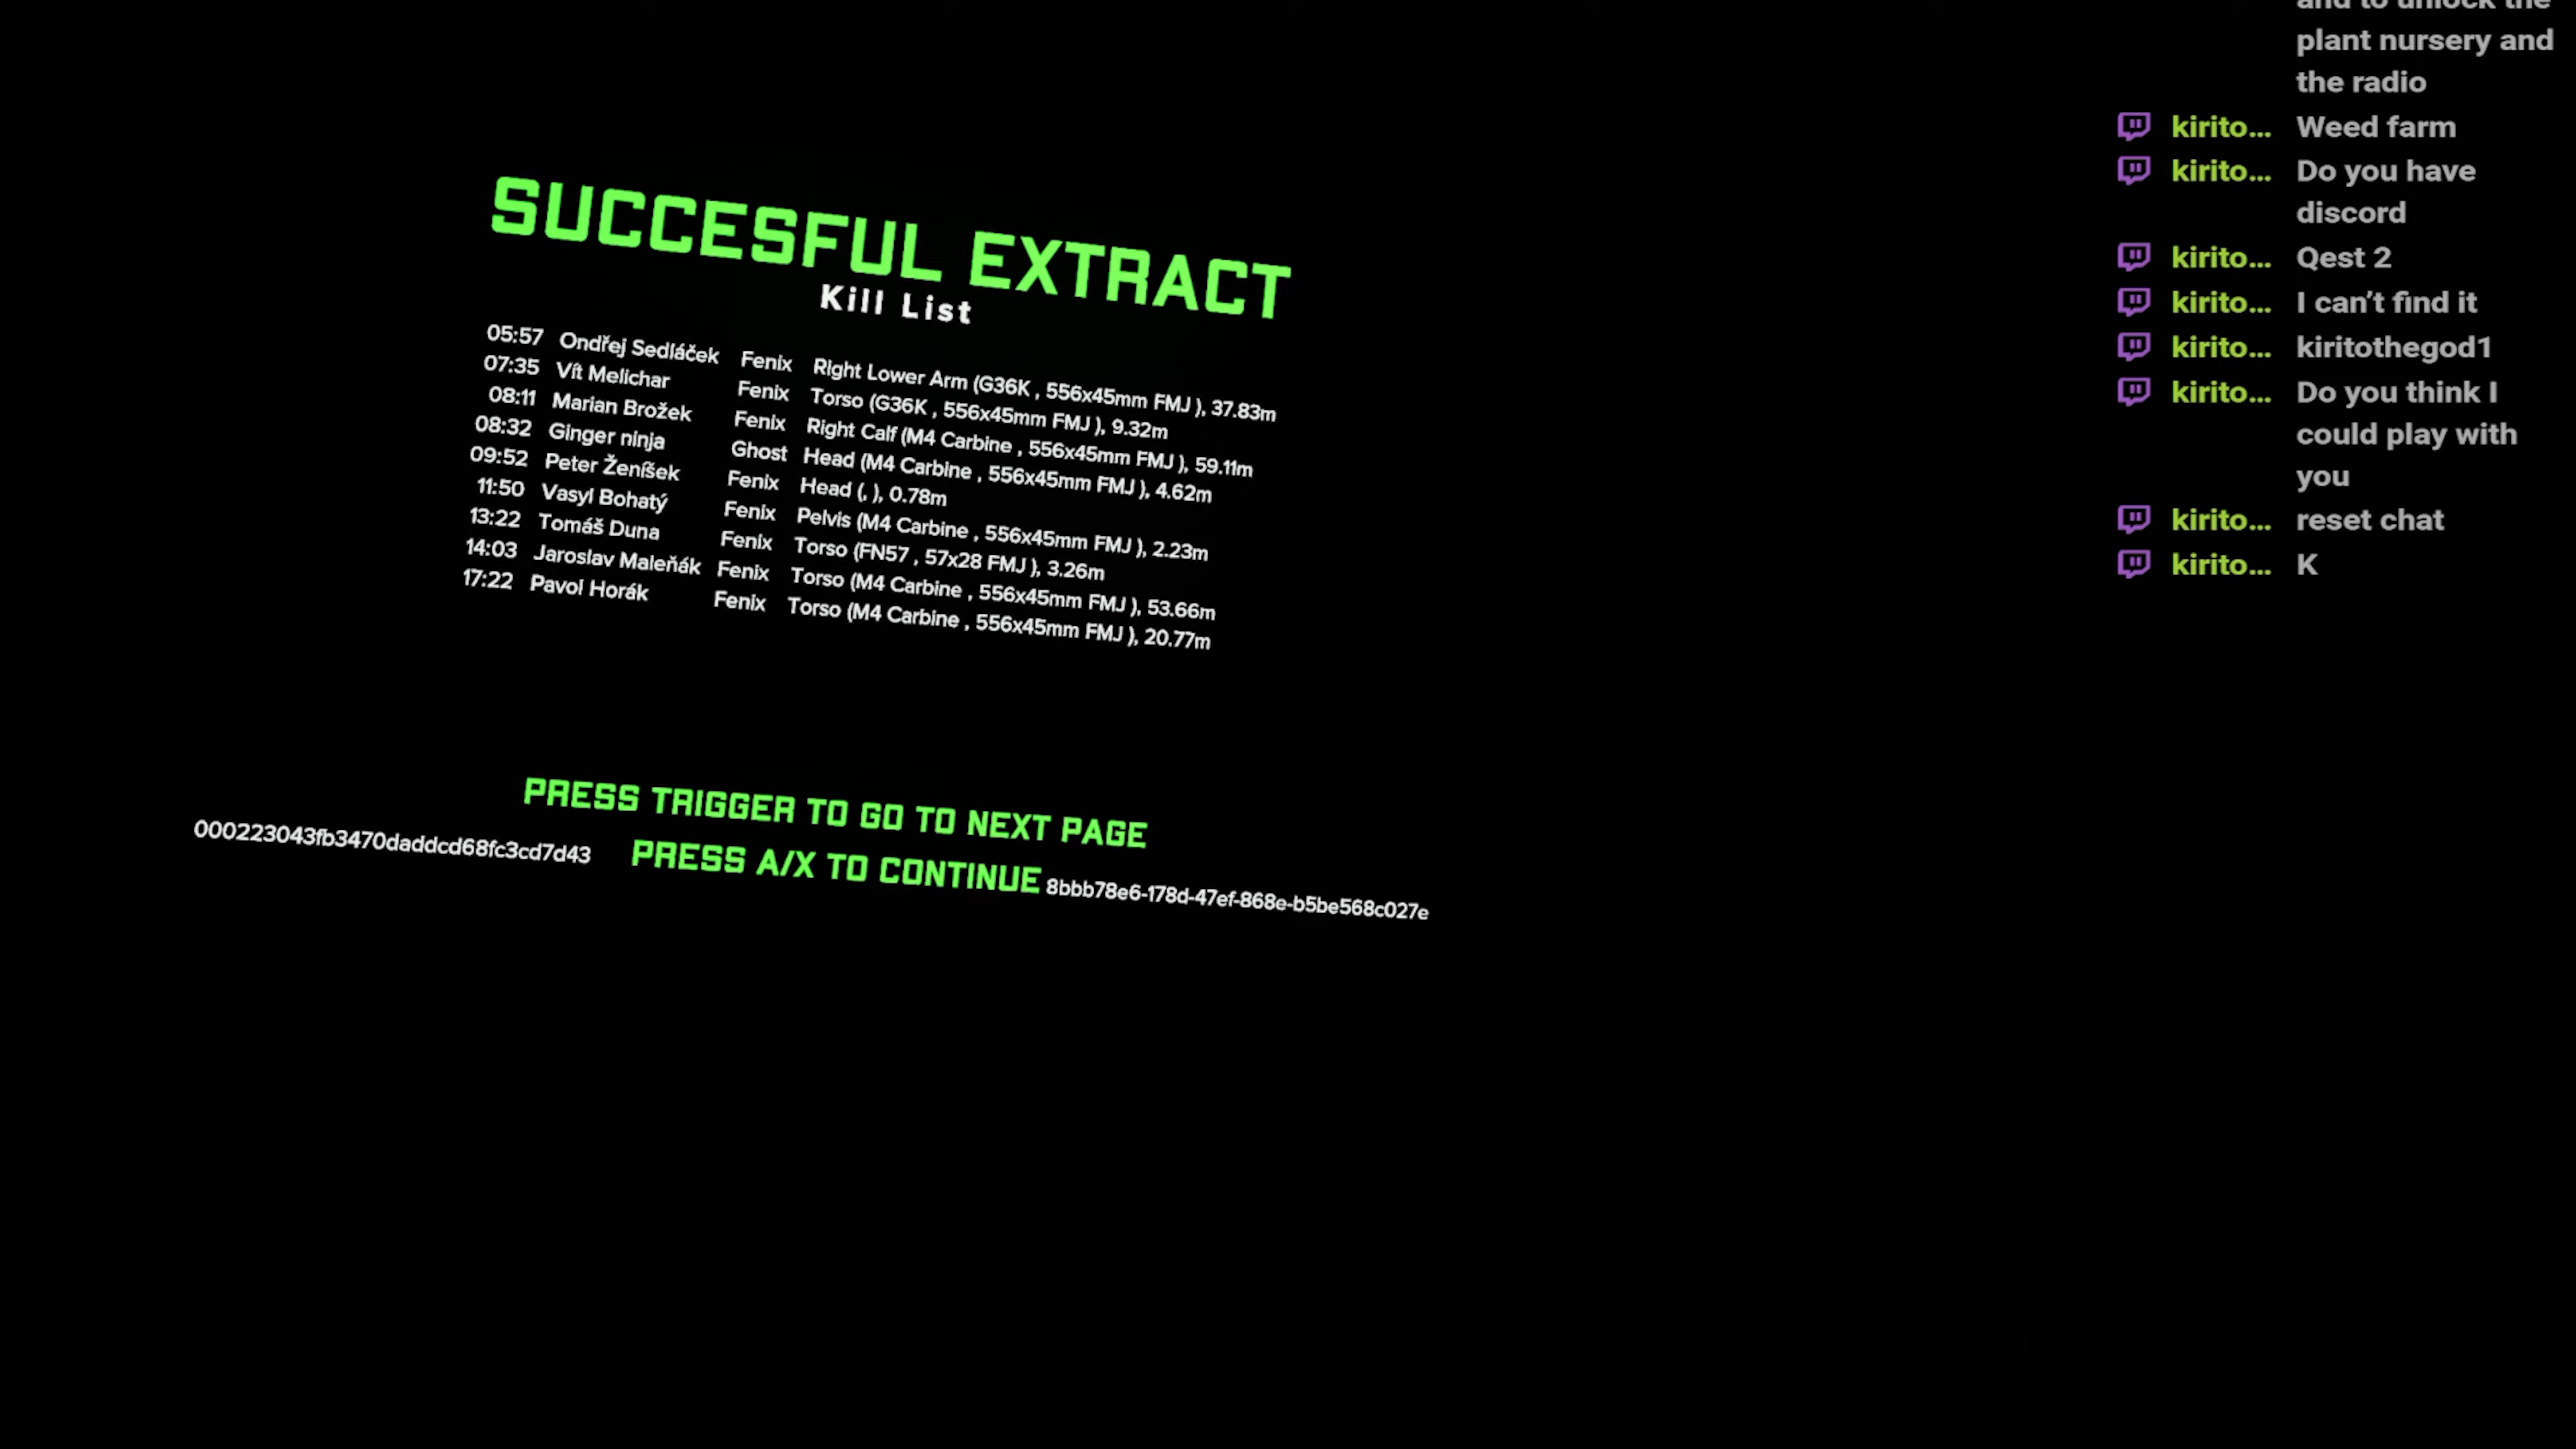 SUCCESFUL EXTRACT
Kill List
05:57 Ondřej Sedláček Fenix Right Lower Arm (G36K , 556x45mm FMJ ), 37.83m
07:35 Vít Melichar Fenix Torso (G36K , 556x45mm FMJ ), 9.32m
08:11 Marian Brožek Fenix Right Calf (M4 Carbine , 556x45mm FMJ ), 59.11m
08:32 Ginger ninja Ghost Head (M4 Carbine , 556x45mm FMJ ), 4.62m
09:52 Peter Ženíšek Fenix Head (, ), 0.78m
11:50 Vasyl Bohatý Fenix Pelvis (M4 Carbine , 556x45mm FMJ ), 2.23m
13:22 Tomáš Duna Fenix Torso (FN57 , 57x28 FMJ ), 3.26m
14:03 Jaroslav Maleňák Fenix Torso (M4 Carbine , 556x45mm FMJ ), 53.66m
17:22 Pavol Horák Fenix Torso (M4 Carbine , 556x45mm FMJ ), 20.77m
PRESS TRIGGER TO GO TO NEXT PAGE
000223043fb3470daddcd68fc3cd7d43
PRESS A/X TO CONTINUE
8bbb78e6-178d-47ef-868e-b5be568c027e
and to unlock the
plant nursery and
the radio
kirito... Weed farm
kirito... Do you have
discord
kirito... Qest 2
kirito... I can’t find it
kirito... kiritothegod1
kirito... Do you think I
could play with
you
kirito... reset chat
kirito... K